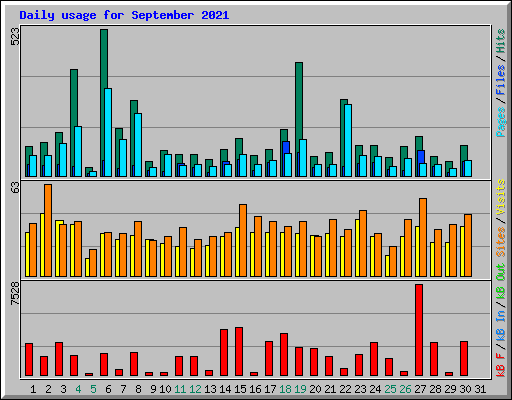 Daily usage for September 2021
523
Pages / Files / Hits
63
Sites / Visits
7528
kB F / kB In / kB Out
1 2 3 4 5 6 7 8 9 10 11 12 13 14 15 16 17 18 19 20 21 22 23 24 25 26 27 28 29 30 31